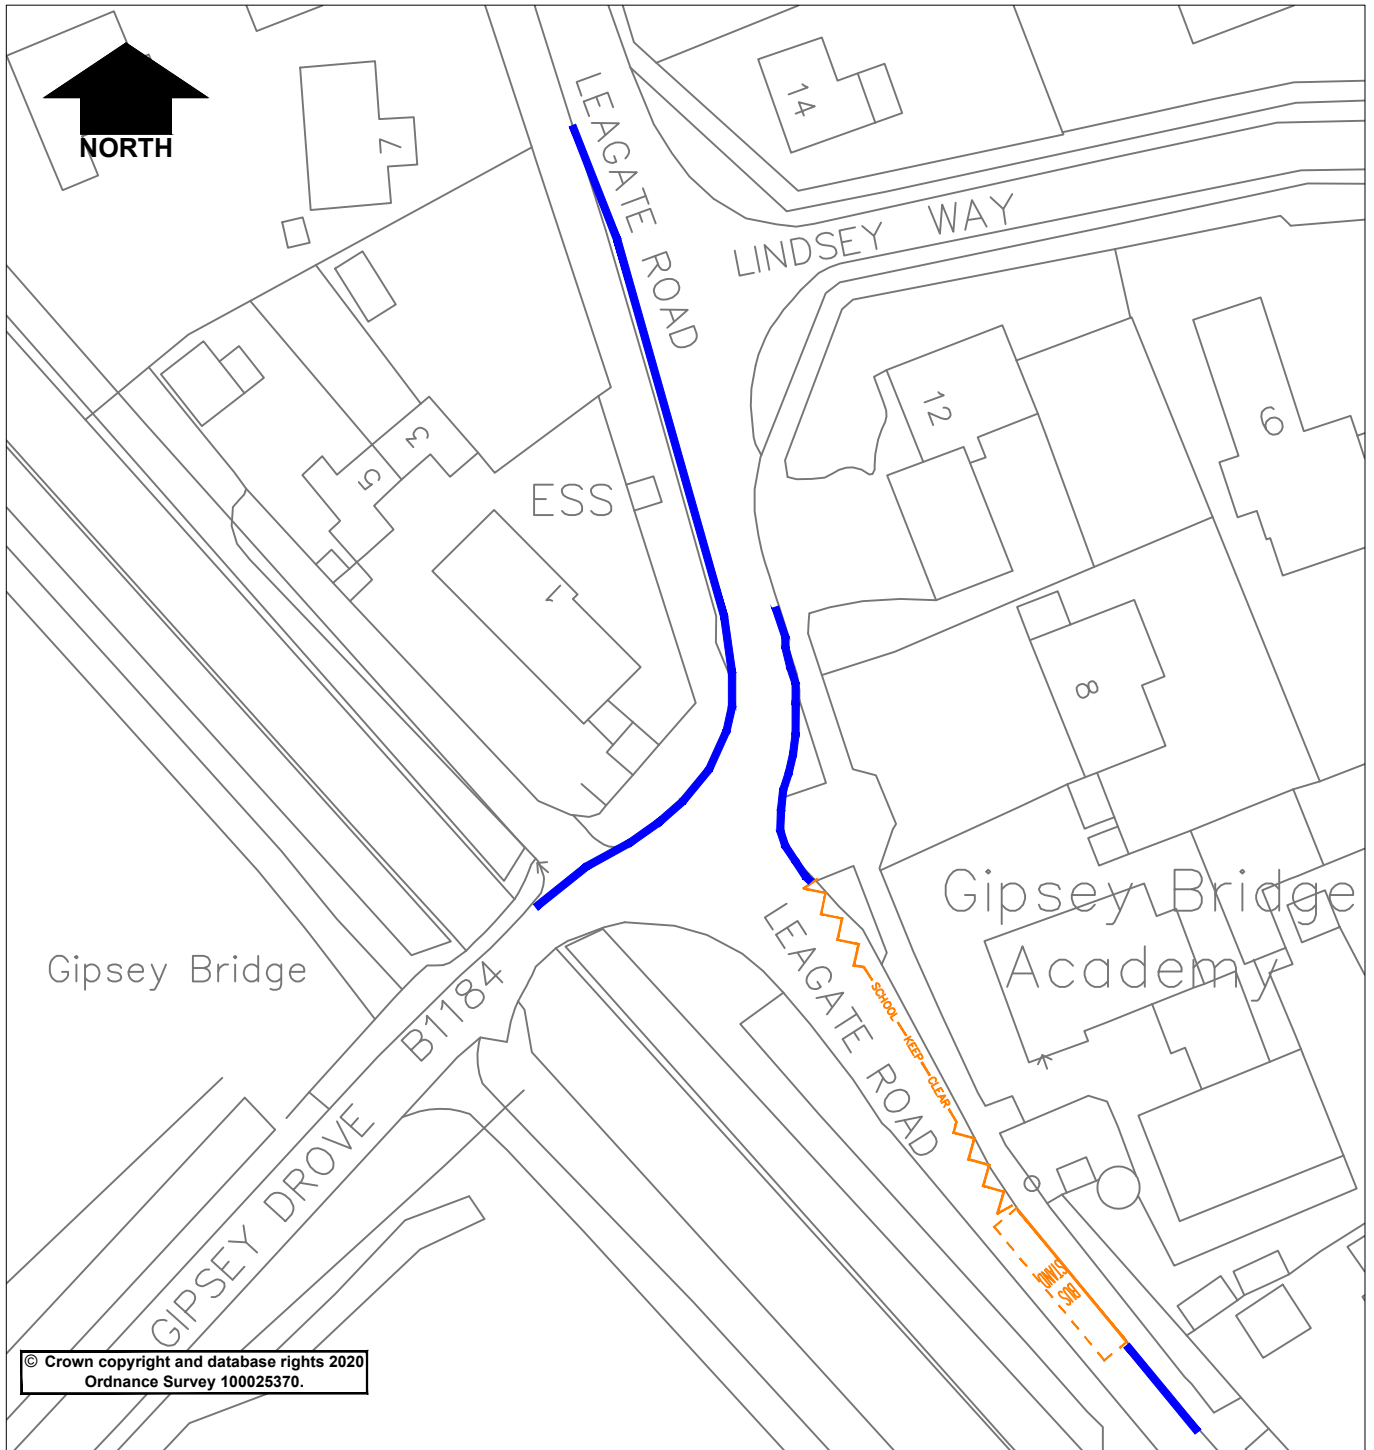 NORTH
7
LEAGATE ROAD
14
LINDSEY WAY
12
6
3
5
ESS
1
8
Gipsey Bridge
Academy
Gipsey Bridge
B1184
GIPSEY DROVE
LEAGATE ROAD
SCHOOL KEEP CLEAR
BUS
STAND
© Crown copyright and database rights 2020
Ordnance Survey 100025370.